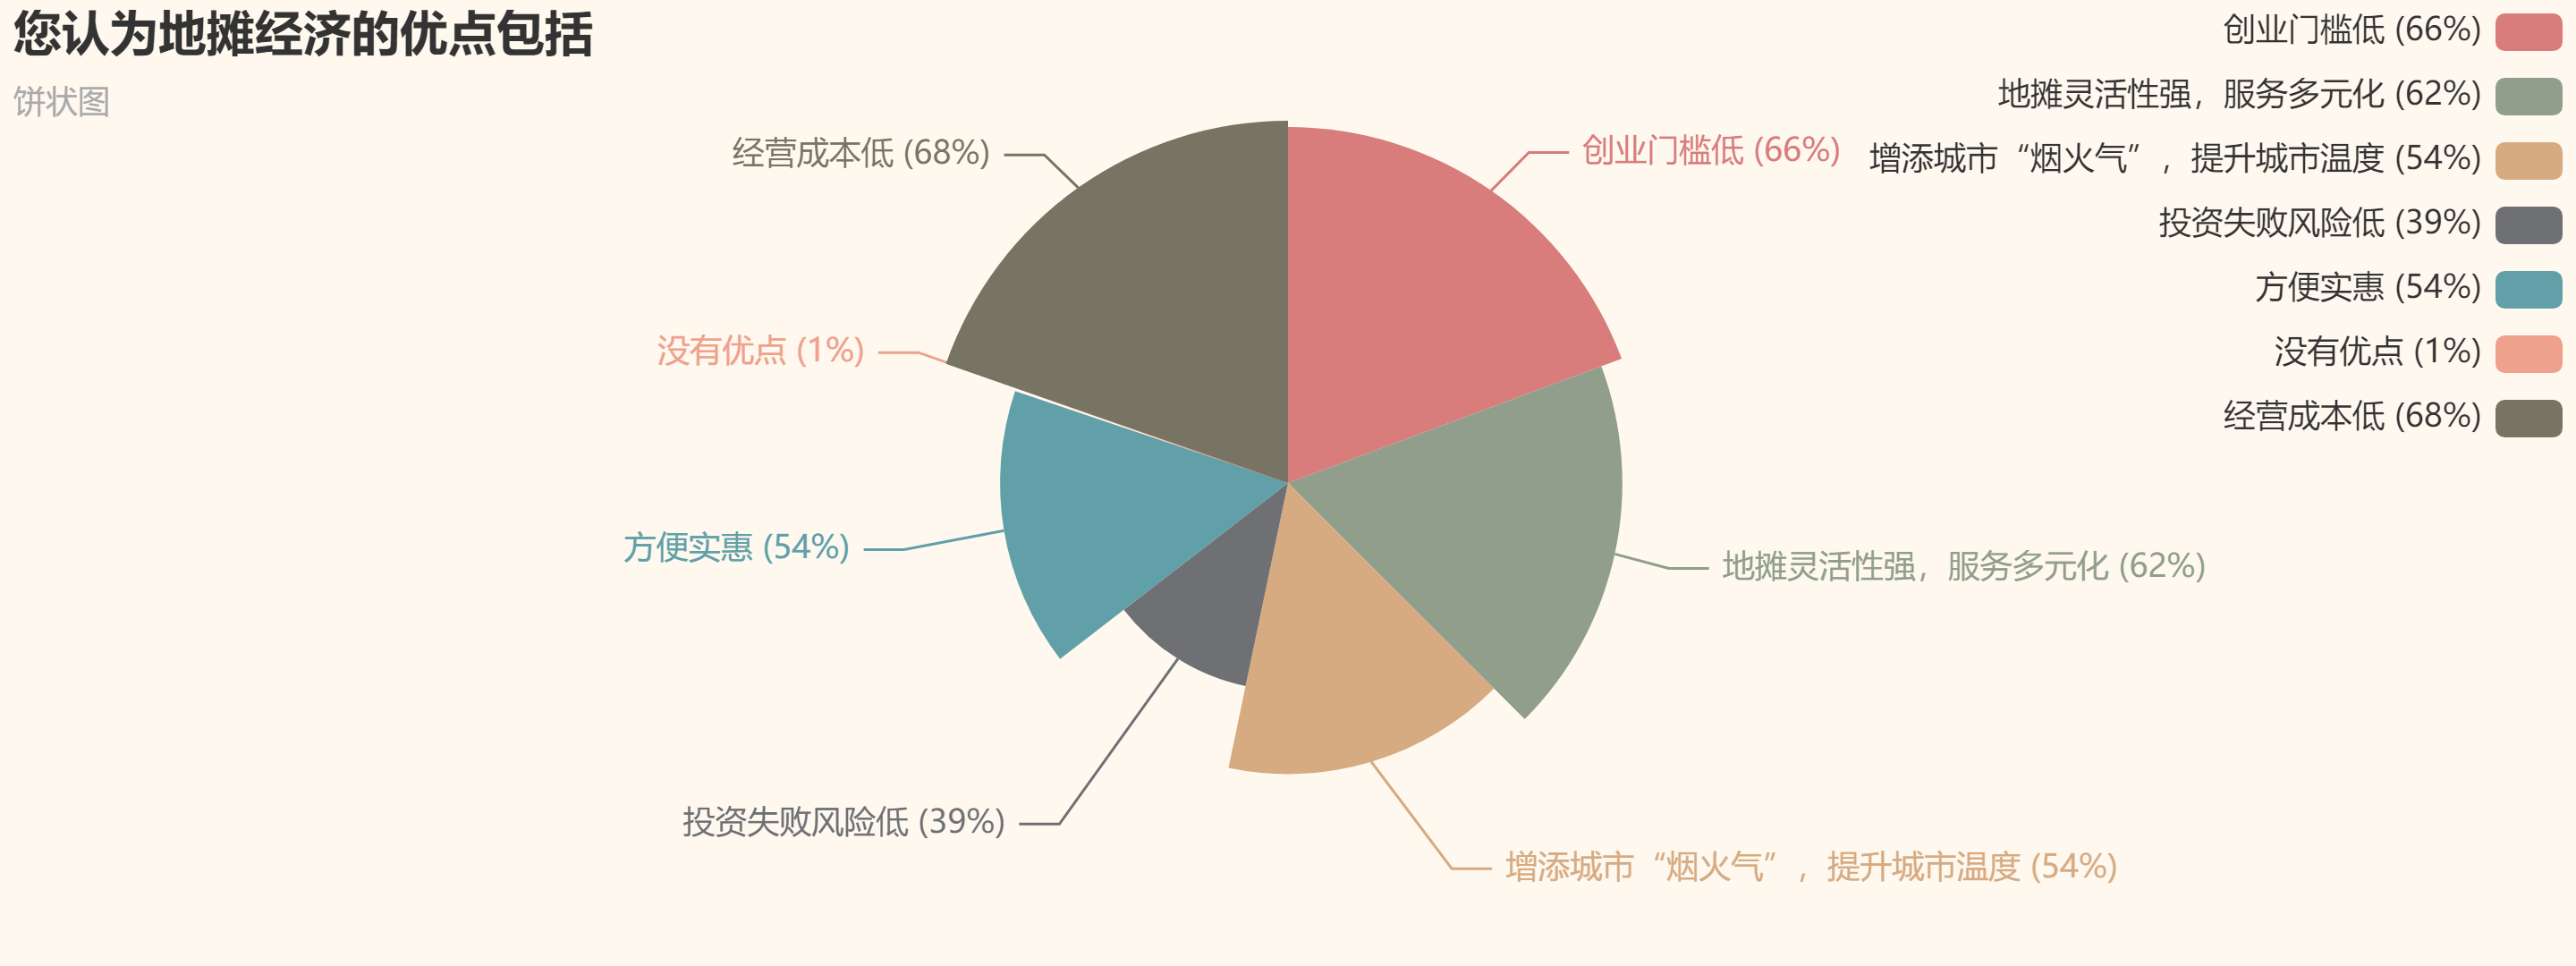 您认为地摊经济的优点包括
饼状图
创业门槛低 (66%)
地摊灵活性强，服务多元化 (62%)
增添城市“烟火气”，提升城市温度 (54%)
投资失败风险低 (39%)
方便实惠 (54%)
没有优点 (1%)
经营成本低 (68%)
经营成本低 (68%)
创业门槛低 (66%)
没有优点 (1%)
方便实惠 (54%)
地摊灵活性强，服务多元化 (62%)
投资失败风险低 (39%)
增添城市“烟火气”，提升城市温度 (54%)